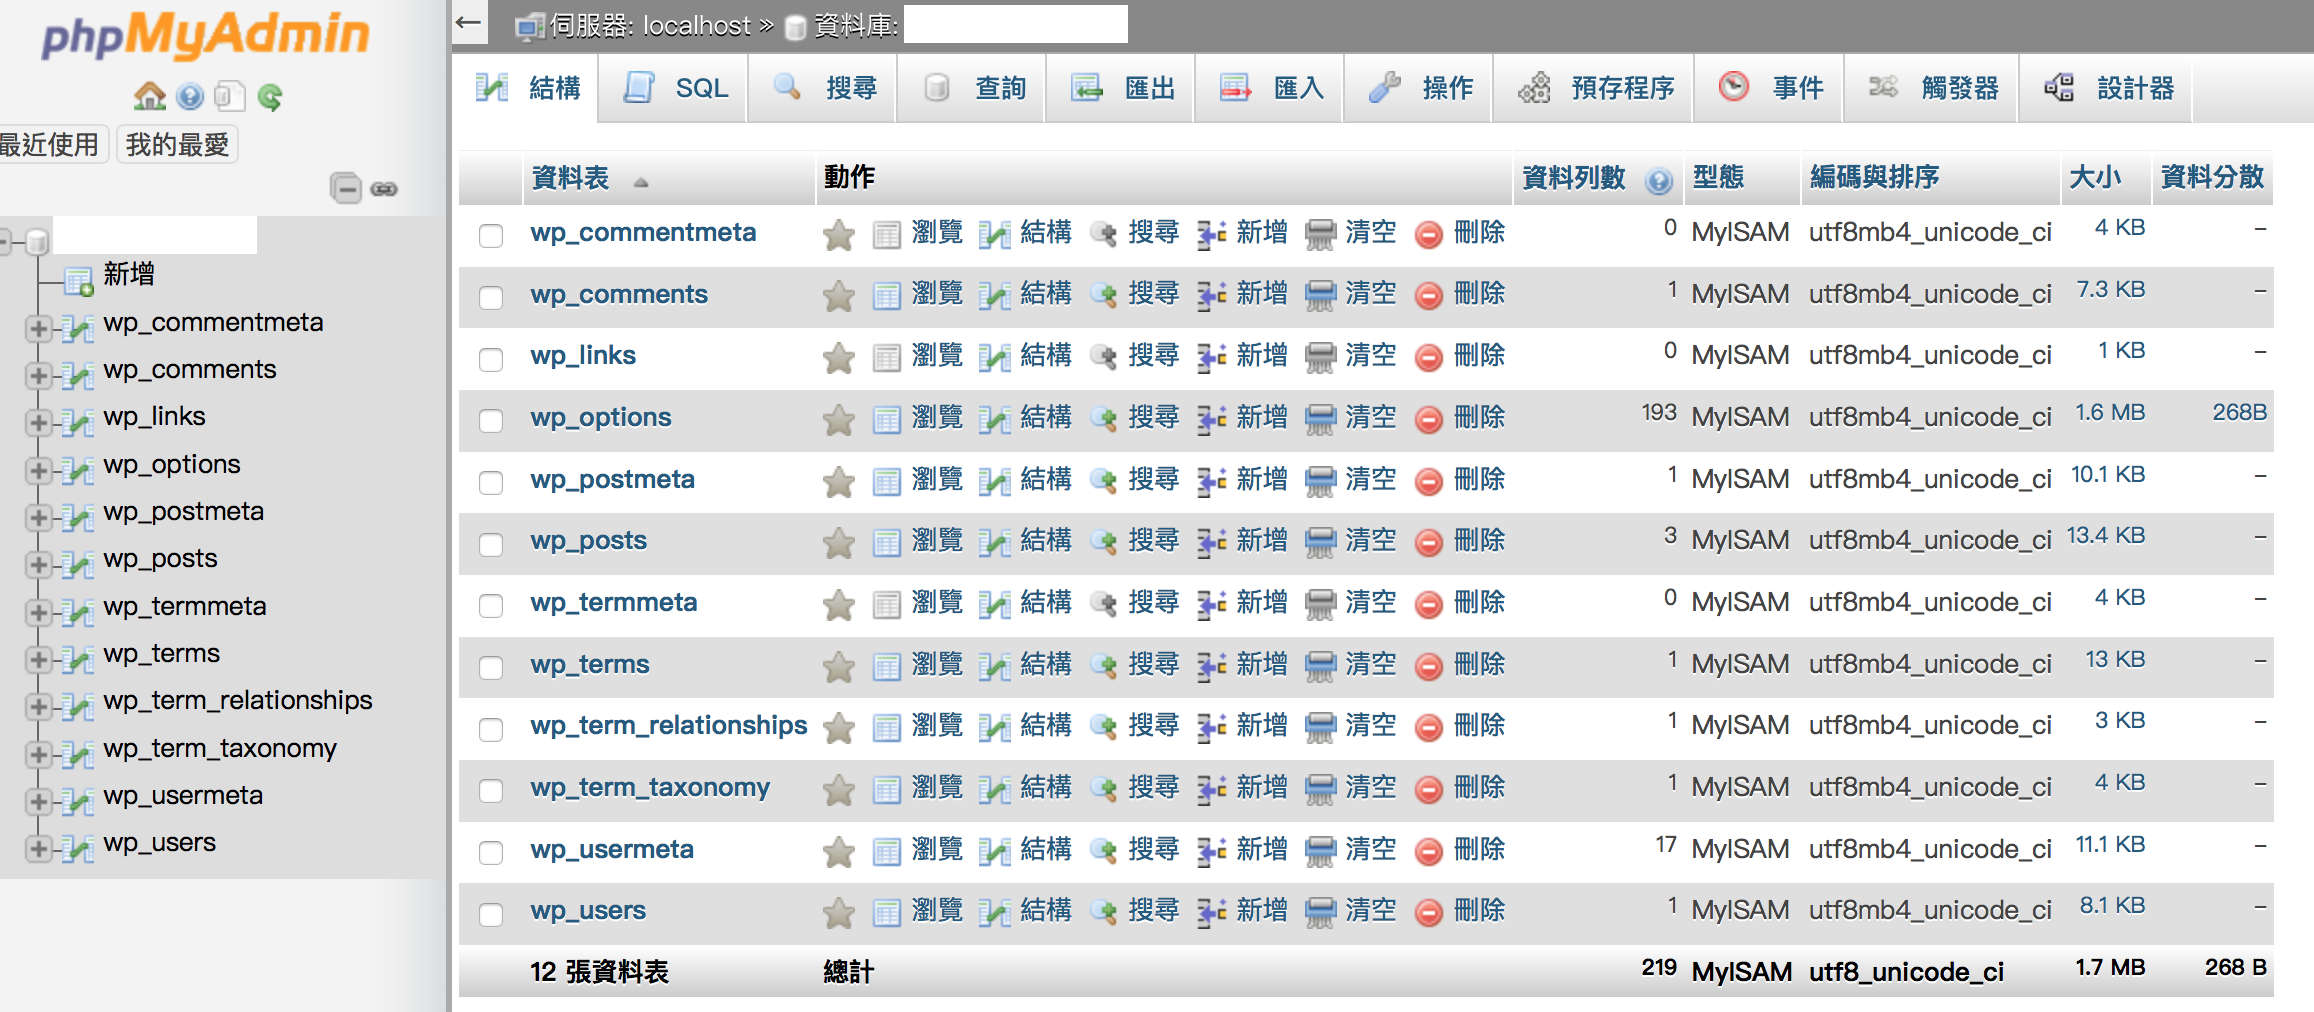 phpMyAdmin
最近使用 我的最愛
新增
wp_commentmeta
wp_comments
wp_links
wp_options
wp_postmeta
wp_posts
wp_termmeta
wp_terms
wp_term_relationships
wp_term_taxonomy
wp_usermeta
wp_users
← 伺服器: localhost » 資料庫:
結構 SQL 搜尋 查詢 匯出 匯入 操作 預存程序 事件 觸發器 設計器
資料表 動作 資料列數 型態 編碼與排序 大小 資料分散
wp_commentmeta 瀏覽 結構 搜尋 新增 清空 刪除 0 MyISAM utf8mb4_unicode_ci 4 KB –
wp_comments 瀏覽 結構 搜尋 新增 清空 刪除 1 MyISAM utf8mb4_unicode_ci 7.3 KB –
wp_links 瀏覽 結構 搜尋 新增 清空 刪除 0 MyISAM utf8mb4_unicode_ci 1 KB –
wp_options 瀏覽 結構 搜尋 新增 清空 刪除 193 MyISAM utf8mb4_unicode_ci 1.6 MB 268B
wp_postmeta 瀏覽 結構 搜尋 新增 清空 刪除 1 MyISAM utf8mb4_unicode_ci 10.1 KB –
wp_posts 瀏覽 結構 搜尋 新增 清空 刪除 3 MyISAM utf8mb4_unicode_ci 13.4 KB –
wp_termmeta 瀏覽 結構 搜尋 新增 清空 刪除 0 MyISAM utf8mb4_unicode_ci 4 KB –
wp_terms 瀏覽 結構 搜尋 新增 清空 刪除 1 MyISAM utf8mb4_unicode_ci 13 KB –
wp_term_relationships 瀏覽 結構 搜尋 新增 清空 刪除 1 MyISAM utf8mb4_unicode_ci 3 KB –
wp_term_taxonomy 瀏覽 結構 搜尋 新增 清空 刪除 1 MyISAM utf8mb4_unicode_ci 4 KB –
wp_usermeta 瀏覽 結構 搜尋 新增 清空 刪除 17 MyISAM utf8mb4_unicode_ci 11.1 KB –
wp_users 瀏覽 結構 搜尋 新增 清空 刪除 1 MyISAM utf8mb4_unicode_ci 8.1 KB –
12 張資料表 總計 219 MyISAM utf8_unicode_ci 1.7 MB 268 B